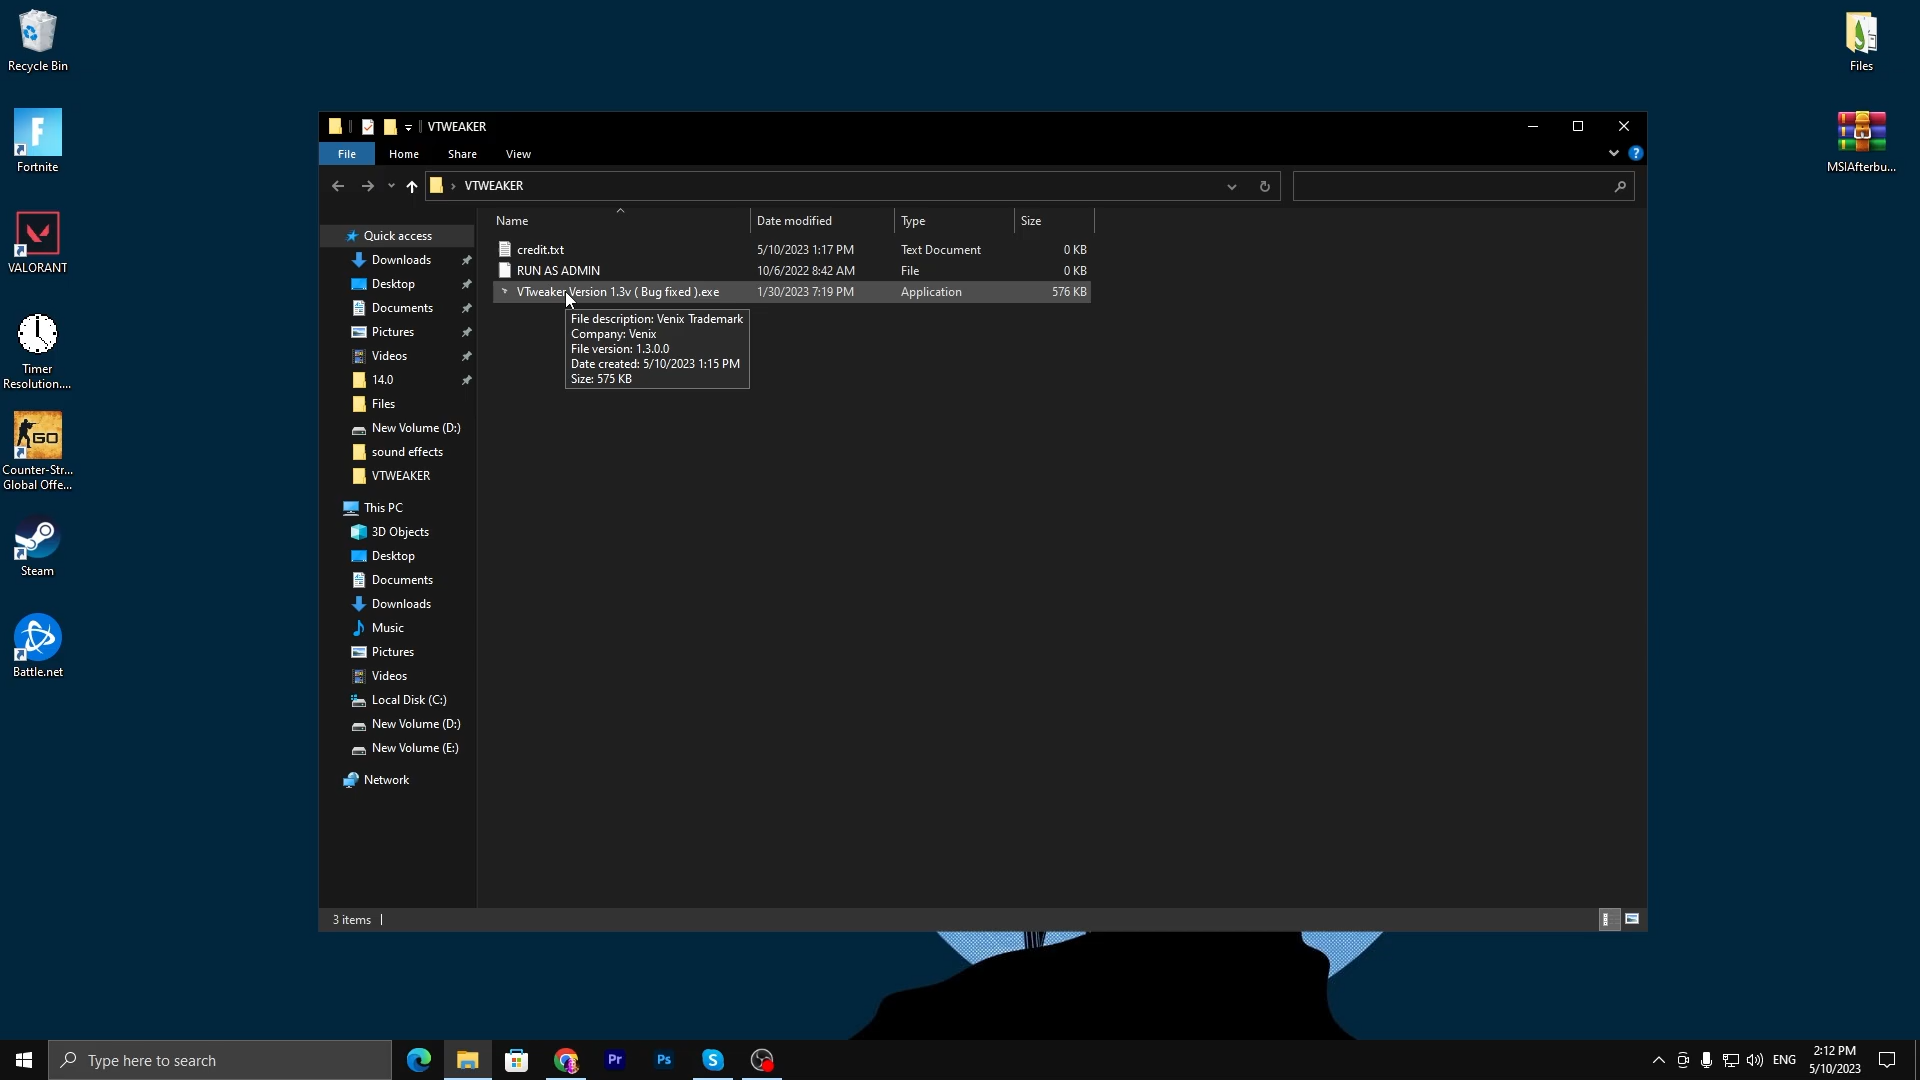 Recycle Bin
Fortnite
VALORANT
Timer
Resolution....
GO
Counter-Str...
Global Offe...
Steam
Battle.net
Files
MSIAfterbu...
VTWEAKER
File
Home
Share
View
VTWEAKER
Name
Date modified
Type
Size
credit.txt
5/10/2023 1:17 PM
Text Document
0 KB
RUN AS ADMIN
10/6/2022 8:42 AM
File
0 KB
VTweaker Version 1.3v ( Bug fixed ).exe
1/30/2023 7:19 PM
Application
576 KB
File description: Venix Trademark
Company: Venix
File version: 1.3.0.0
Date created: 5/10/2023 1:15 PM
Size: 575 KB
Quick access
Downloads
Desktop
Documents
Pictures
Videos
14.0
Files
New Volume (D:)
sound effects
VTWEAKER
This PC
3D Objects
Desktop
Documents
Downloads
Music
Pictures
Videos
Local Disk (C:)
New Volume (D:)
New Volume (E:)
Network
3 items
Type here to search
Pr
Ps
ENG
2:12 PM
5/10/2023